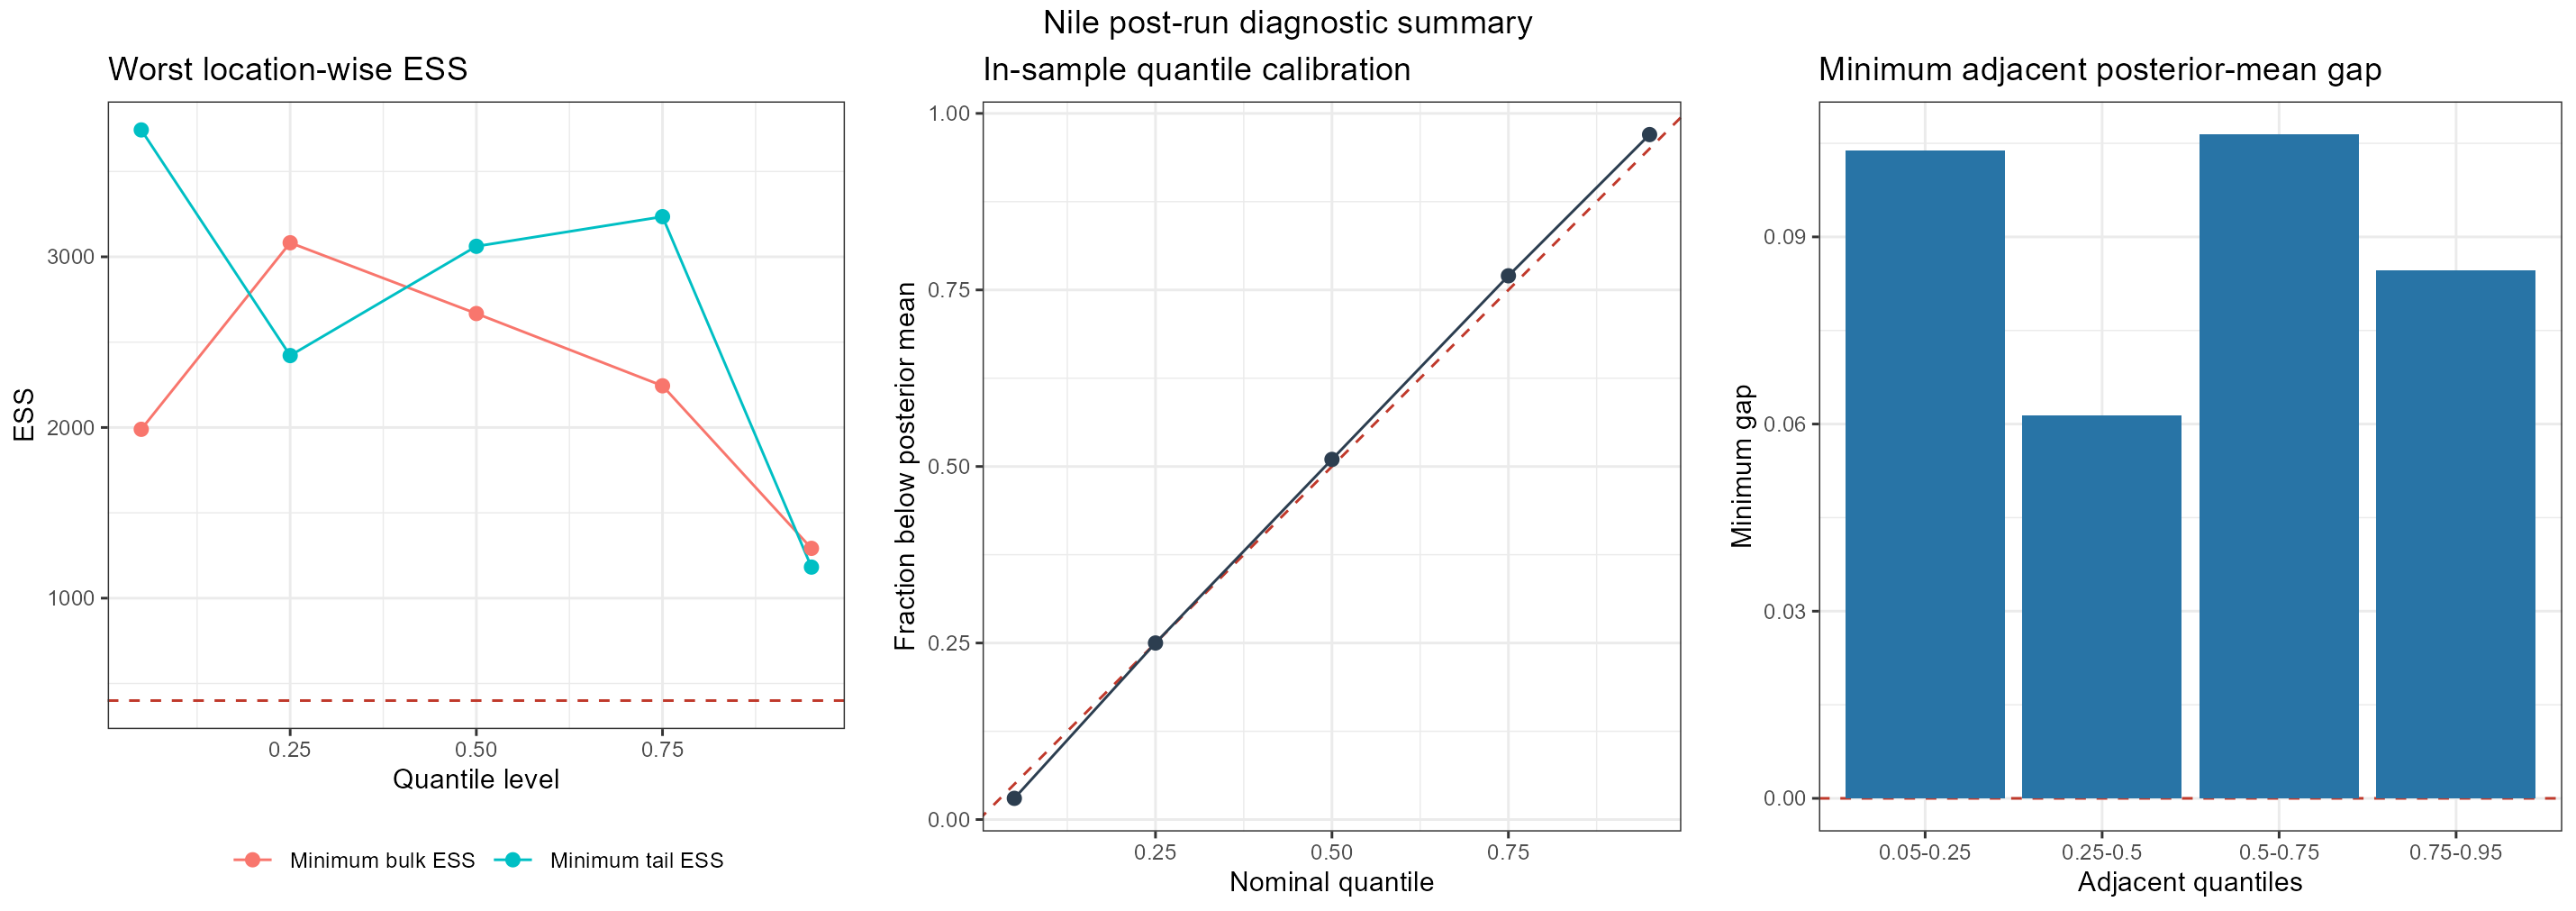 Nile post-run diagnostic summary
Worst location-wise ESS
ESS
3000
2000
1000
0.25 0.50 0.75
Quantile level
Minimum bulk ESS Minimum tail ESS
In-sample quantile calibration
Fraction below posterior mean
1.00
0.75
0.50
0.25
0.00
0.25 0.50 0.75
Nominal quantile
Minimum adjacent posterior-mean gap
Minimum gap
0.09
0.06
0.03
0.00
0.05-0.25 0.25-0.5 0.5-0.75 0.75-0.95
Adjacent quantiles